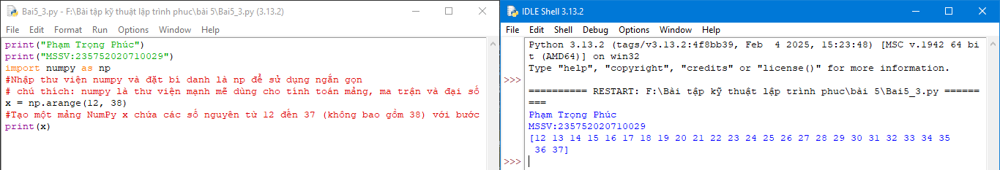 Bai5_3.py - F:\Bài tập kỹ thuật lập trình phuc\bài 5\Bai5_3.py (3.13.2)
File Edit Format Run Options Window Help
print("Phạm Trọng Phúc")
print("MSSV:235752020710029")
import numpy as np
#Nhập thư viện numpy và đặt bí danh là np để sử dụng ngắn gọn
# chú thích: numpy là thư viện mạnh mẽ dùng cho tính toán mảng, ma trận và đại số
x = np.arange(12, 38)
#Tạo một mảng NumPy x chứa các số nguyên từ 12 đến 37 (không bao gồm 38) với bước
print(x)
IDLE Shell 3.13.2
File Edit Shell Debug Options Window Help
Python 3.13.2 (tags/v3.13.2:4f8bb39, Feb  4 2025, 15:23:48) [MSC v.1942 64 bi
t (AMD64)] on win32
Type "help", "copyright", "credits" or "license()" for more information.
>>>
========== RESTART: F:\Bài tập kỹ thuật lập trình phuc\bài 5\Bai5_3.py =======
===
Phạm Trọng Phúc
MSSV:235752020710029
[12 13 14 15 16 17 18 19 20 21 22 23 24 25 26 27 28 29 30 31 32 33 34 35
36 37]
>>>